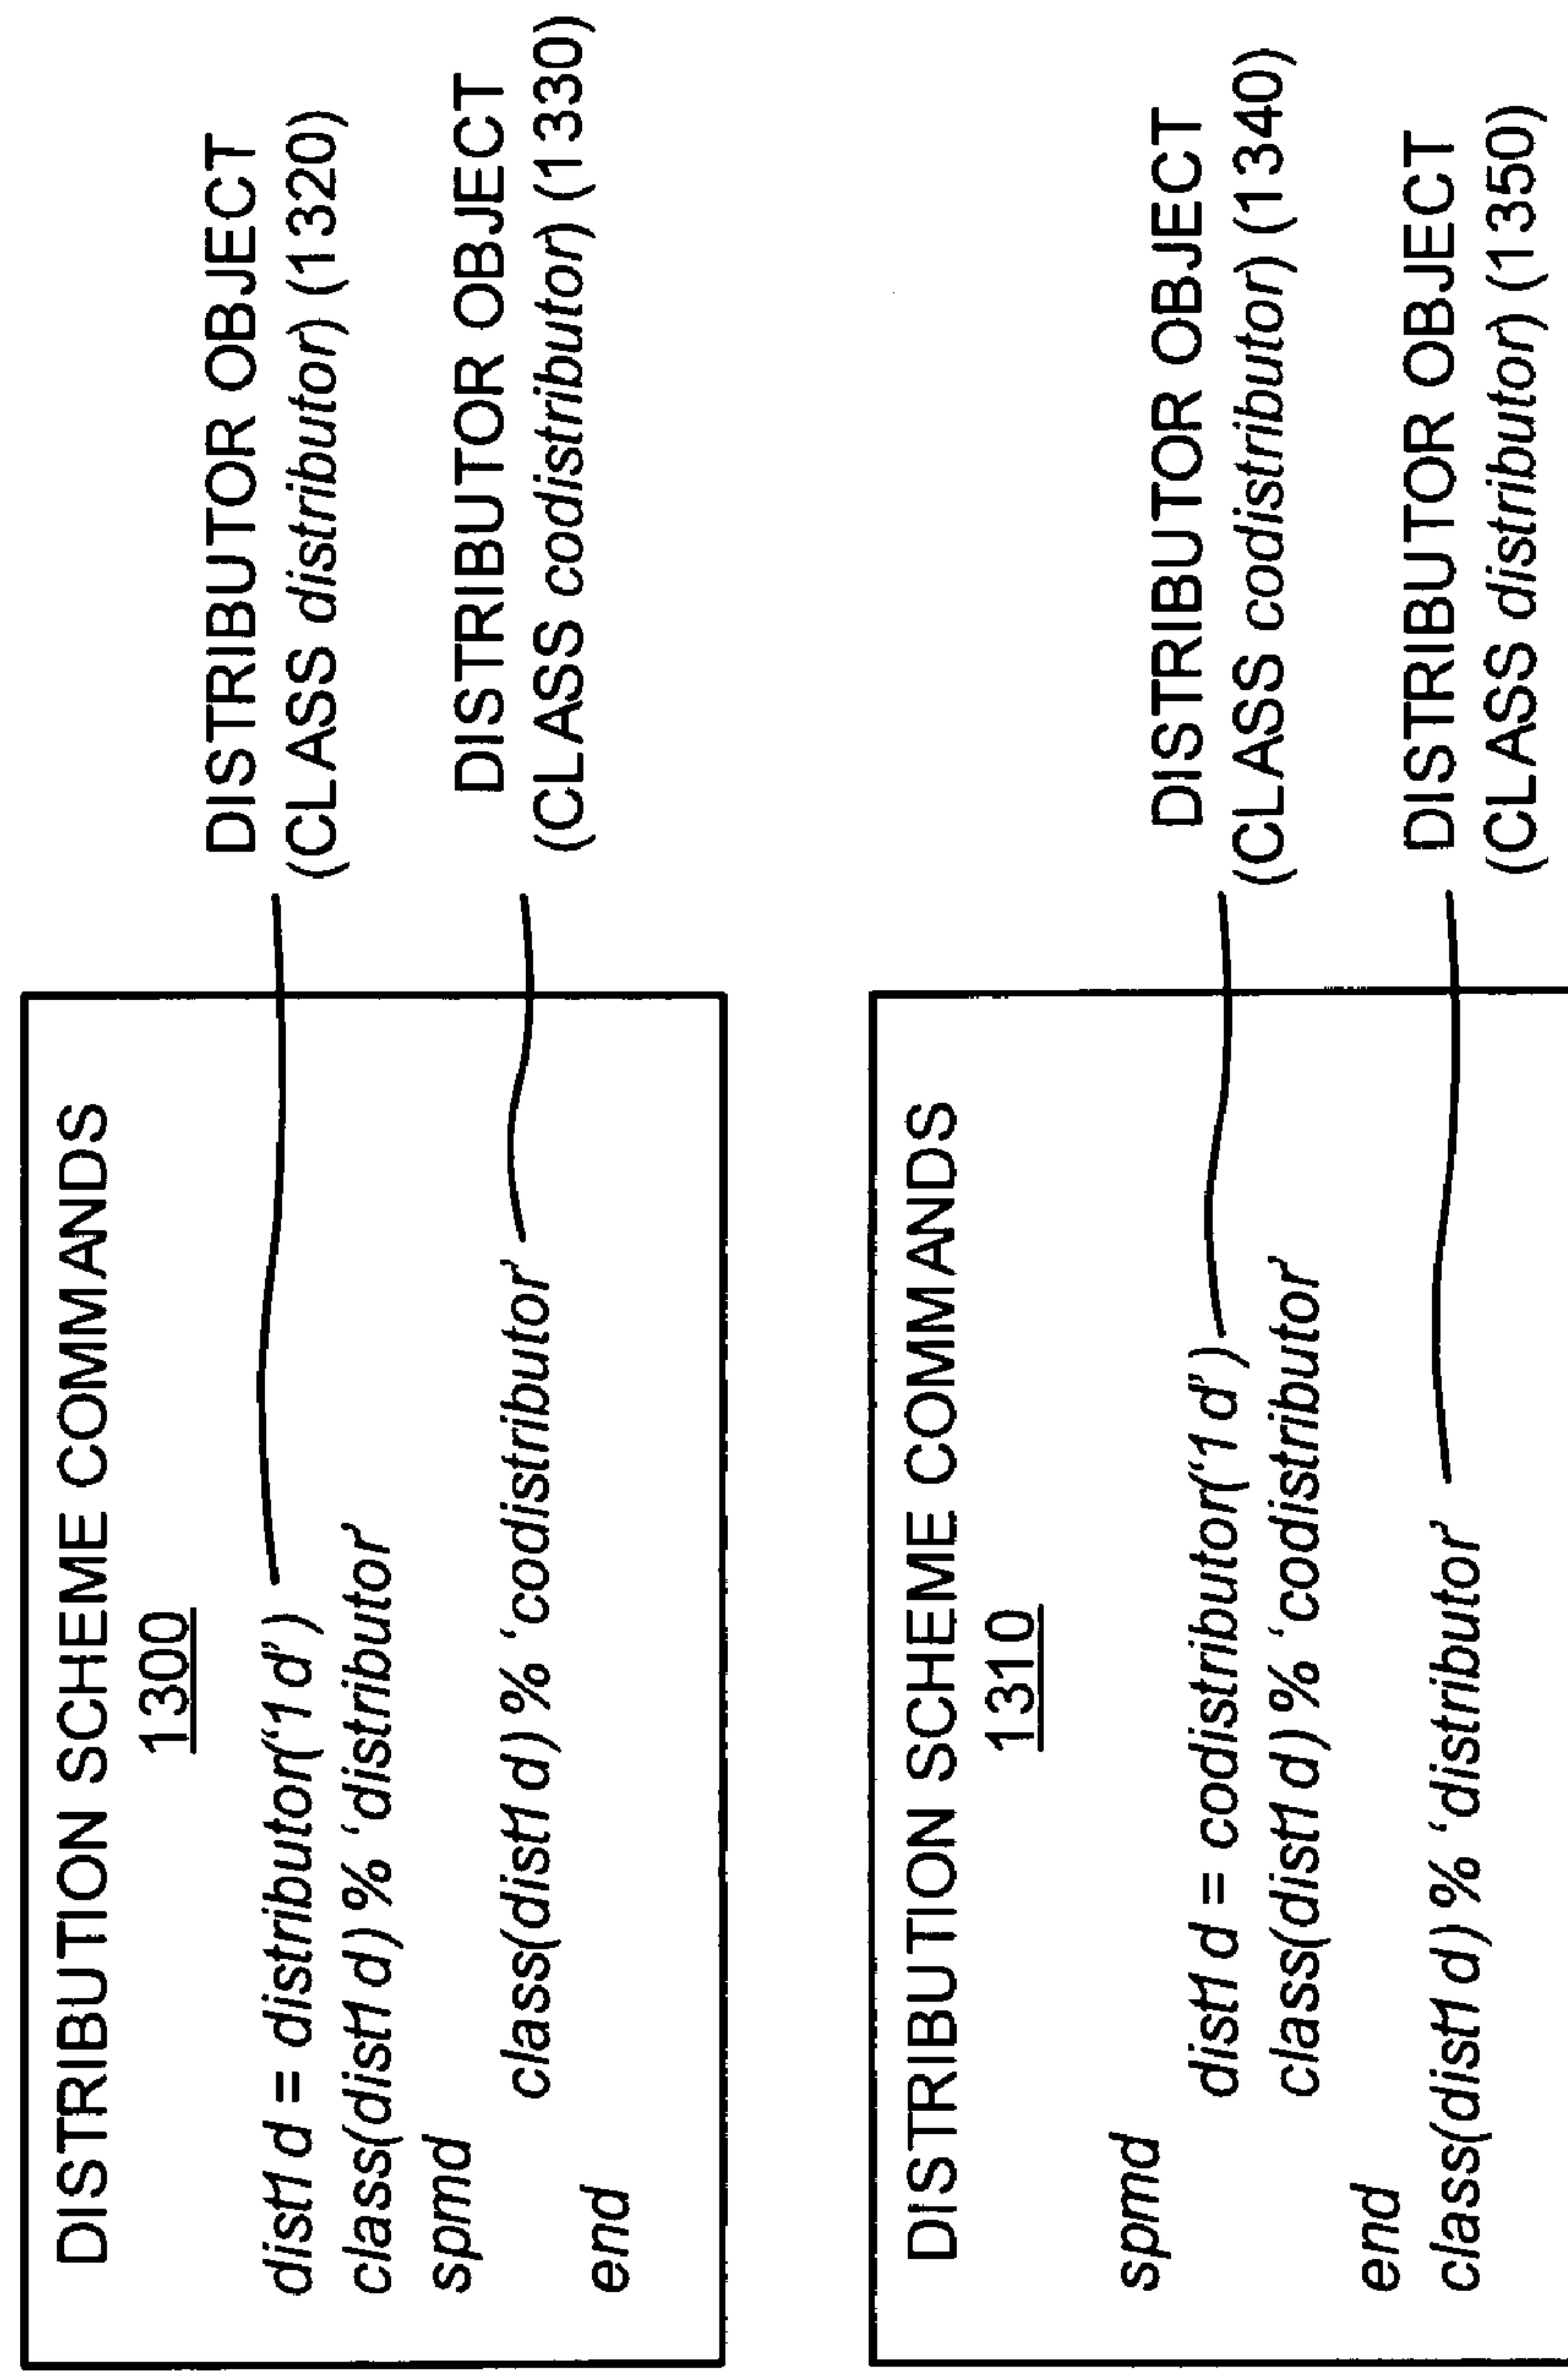 DISTRIBUTION SCHEME COMMANDS
1300
dist1d = distributor('1d')
class(dist1d) % 'distributor'
spmd
class(dist1d) % 'codistributor'
end
DISTRIBUTOR OBJECT
(CLASS distributor) (1320)
DISTRIBUTOR OBJECT
(CLASS codistributor) (1330)
DISTRIBUTION SCHEME COMMANDS
1310
spmd
dist1d = codistributor('1d')
class(dist1d) % 'codistributor'
end
class(dist1d) % 'distributor'
DISTRIBUTOR OBJECT
(CLASS codistributor) (1340)
DISTRIBUTOR OBJECT
(CLASS distributor) (1350)